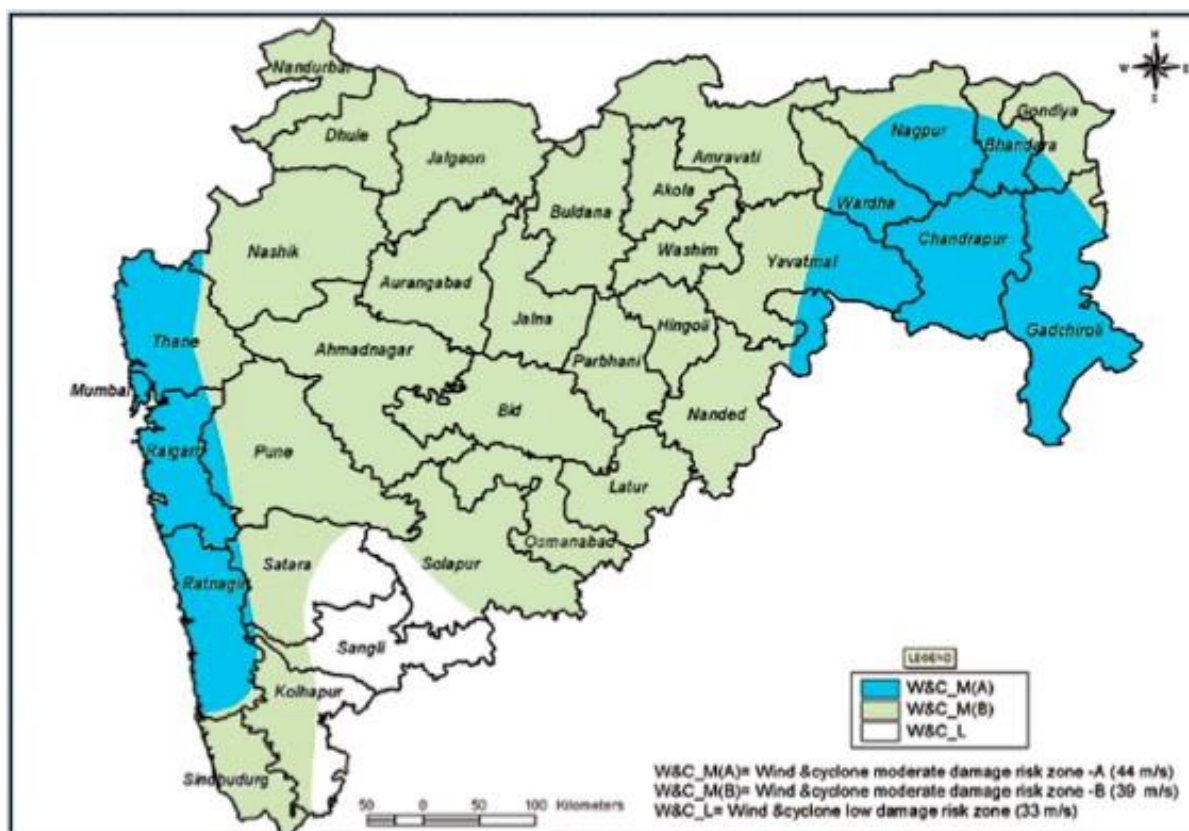 N
W E
S
Nandurbar
Dhule
Jalgaon
Amravati
Nagpur
Gondiya
Bhandara
Akola
Buldana
Wardha
Washim
Chandrapur
Nashik
Yavatmal
Aurangabad
Jalna
Hingoli
Gadchiroli
Thane
Ahmadnagar
Parbhani
Mumbai
Bid
Nanded
Raigarh
Pune
Latur
Osmanabad
Satara
Solapur
Ratnagiri
Sangli
Kolhapur
Sindhudurg
LEGEND
W&C_M(A)
W&C_M(B)
W&C_L
W&C_M(A)= Wind &cyclone moderate damage risk zone -A (44 m/s)
W&C_M(B)= Wind &cyclone moderate damage risk zone -B (39 m/s)
W&C_L= Wind &cyclone low damage risk zone (33 m/s)
50 0 50 100 Kilometers